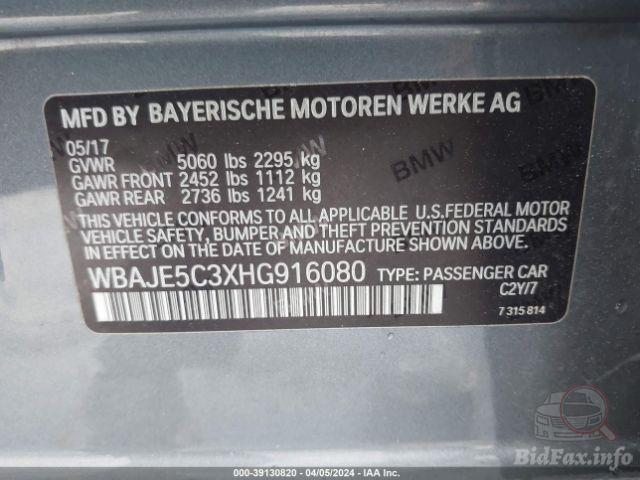 MFD BY BAYERISCHE MOTOREN WERKE AG
05/17
GVWR 5060 lbs 2295 kg
GAWR FRONT 2452 lbs 1112 kg
GAWR REAR 2736 lbs 1241 kg
THIS VEHICLE CONFORMS TO ALL APPLICABLE U.S.FEDERAL MOTOR
VEHICLE SAFETY, BUMPER AND THEFT PREVENTION STANDARDS
IN EFFECT ON THE DATE OF MANUFACTURE SHOWN ABOVE.
WBAJE5C3XHG916080 TYPE: PASSENGER CAR
C2Y/7
7 315 814
BMW
BMW
BMW
BidFax.info
000-39130820 - 04/05/2024 - IAA Inc.